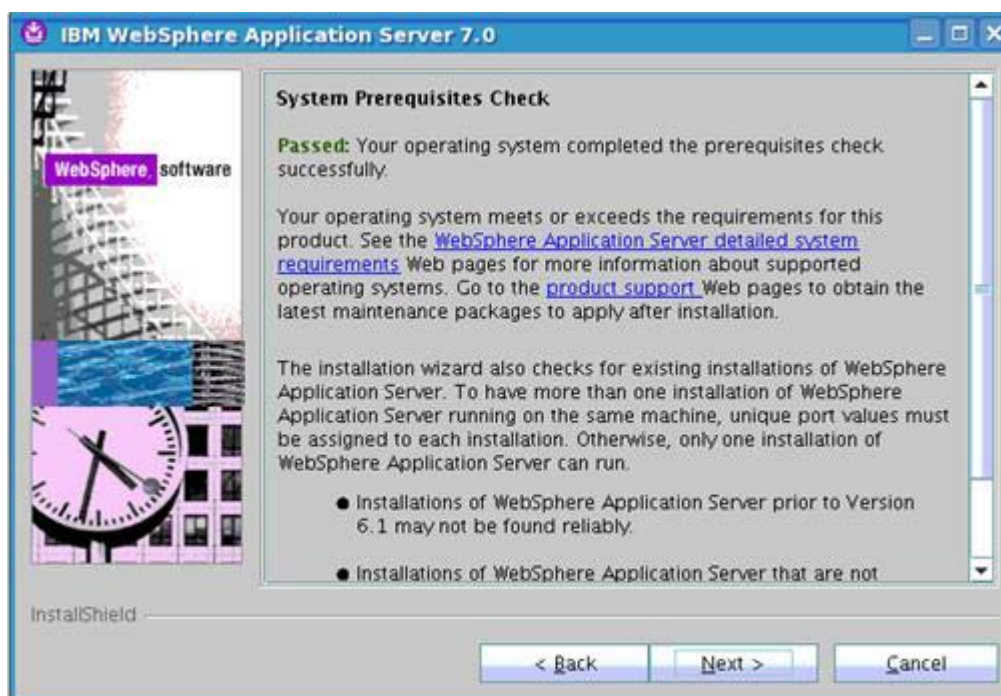 IBM WebSphere Application Server 7.0
WebSphere, software
System Prerequisites Check
Passed: Your operating system completed the prerequisites check
successfully.
Your operating system meets or exceeds the requirements for this
product. See the WebSphere Application Server detailed system
requirements Web pages for more information about supported
operating systems. Go to the product support Web pages to obtain the
latest maintenance packages to apply after installation.
The installation wizard also checks for existing installations of WebSphere
Application Server. To have more than one installation of WebSphere
Application Server running on the same machine, unique port values must
be assigned to each installation. Otherwise, only one installation of
WebSphere Application Server can run.
● Installations of WebSphere Application Server prior to Version
6.1 may not be found reliably.
● Installations of WebSphere Application Server that are not
InstallShield
< Back
Next >
Cancel